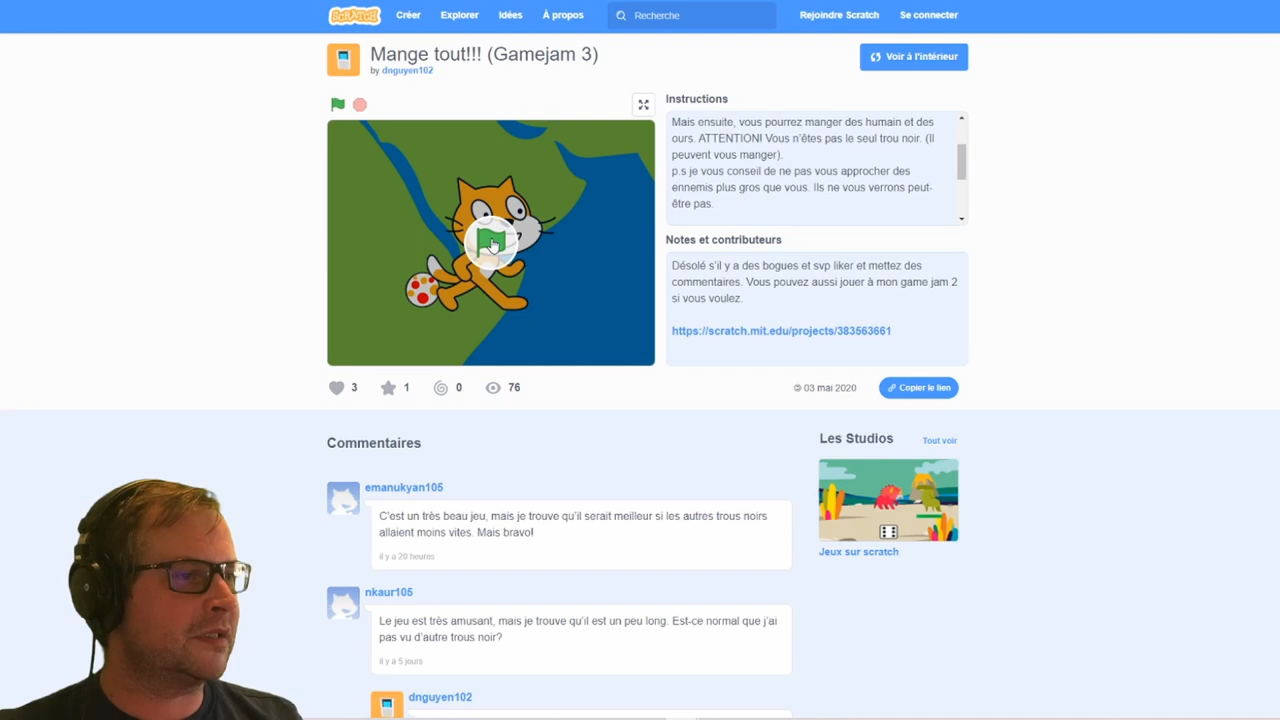 SCRATCH
Créer
Explorer
Idées
À propos
Recherche
Rejoindre Scratch
Se connecter
Mange tout!!! (Gamejam 3)
by dnguyen102
Voir à l'intérieur
Instructions
Mais ensuite, vous pourrez manger des humain et des
ours. ATTENTION! Vous n'êtes pas le seul trou noir. (Il
peuvent vous manger).
p.s je vous conseil de ne pas vous approcher des
ennemis plus gros que vous. Ils ne vous verrons peut-
être pas.
Notes et contributeurs
Désolé s'il y a des bogues et svp liker et mettez des
commentaires. Vous pouvez aussi jouer à mon game jam 2
si vous voulez.
https://scratch.mit.edu/projects/383563661
3
1
0
76
© 03 mai 2020
Copier le lien
Commentaires
Les Studios
Tout voir
emanukyan105
C'est un très beau jeu, mais je trouve qu'il serait meilleur si les autres trous noirs
allaient moins vites. Mais bravo!
il y a 20 heures
Jeux sur scratch
nkaur105
Le jeu est très amusant, mais je trouve qu'il est un peu long. Est-ce normal que j'ai
pas vu d'autre trous noir?
il y a 5 jours
dnguyen102